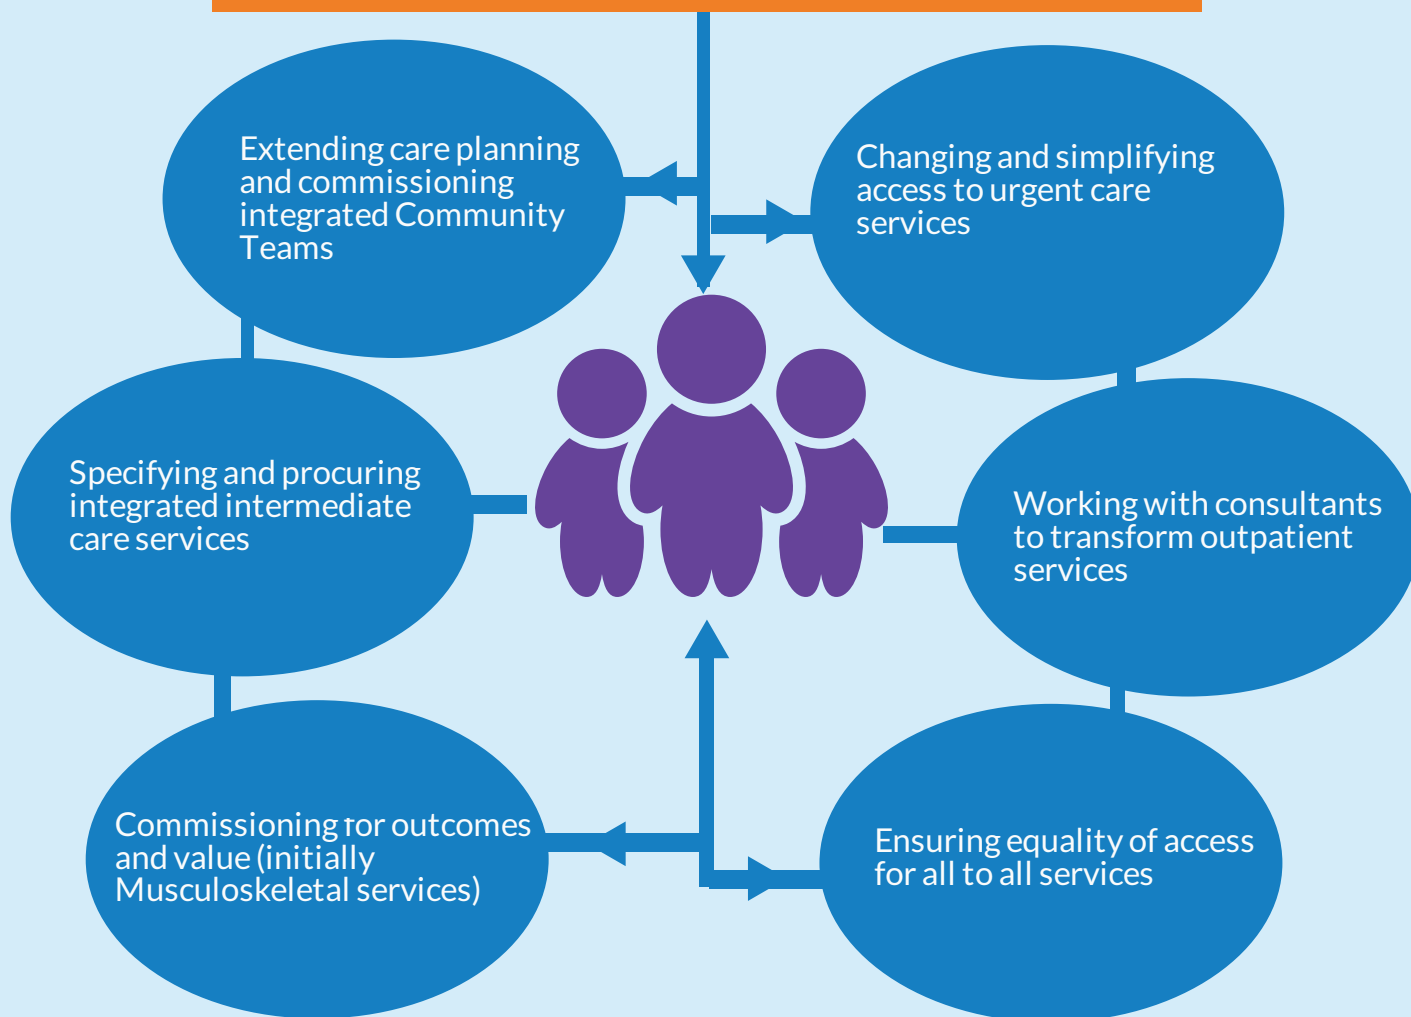 Extending care planning
and commissioning
integrated Community
Teams
Changing and simplifying
access to urgent care
services
Specifying and procuring
integrated intermediate
care services
Working with consultants
to transform outpatient
services
Commissioning for outcomes
and value (initially
Musculoskeletal services)
Ensuring equality of access
for all to all services